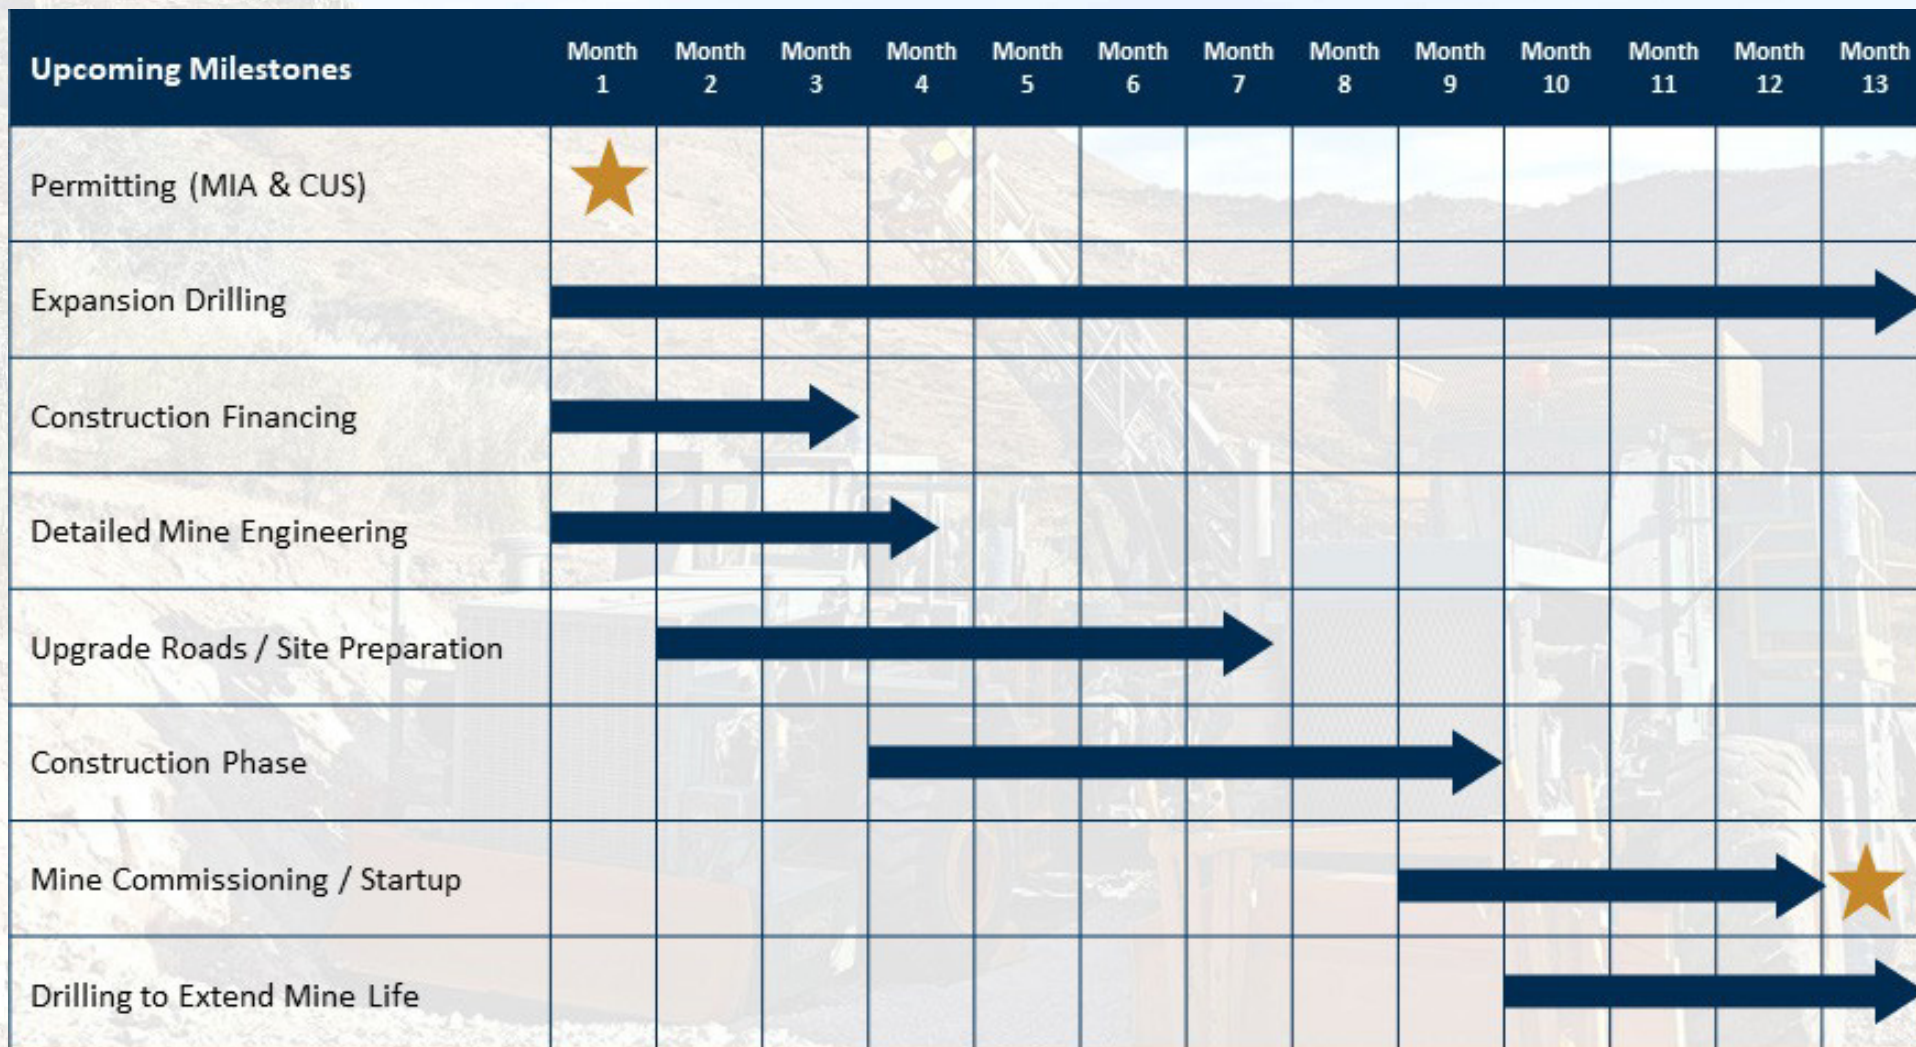 Upcoming Milestones
Month 1
Month 2
Month 3
Month 4
Month 5
Month 6
Month 7
Month 8
Month 9
Month 10
Month 11
Month 12
Month 13
Permitting (MIA & CUS)
Expansion Drilling
Construction Financing
Detailed Mine Engineering
Upgrade Roads / Site Preparation
Construction Phase
Mine Commissioning / Startup
Drilling to Extend Mine Life